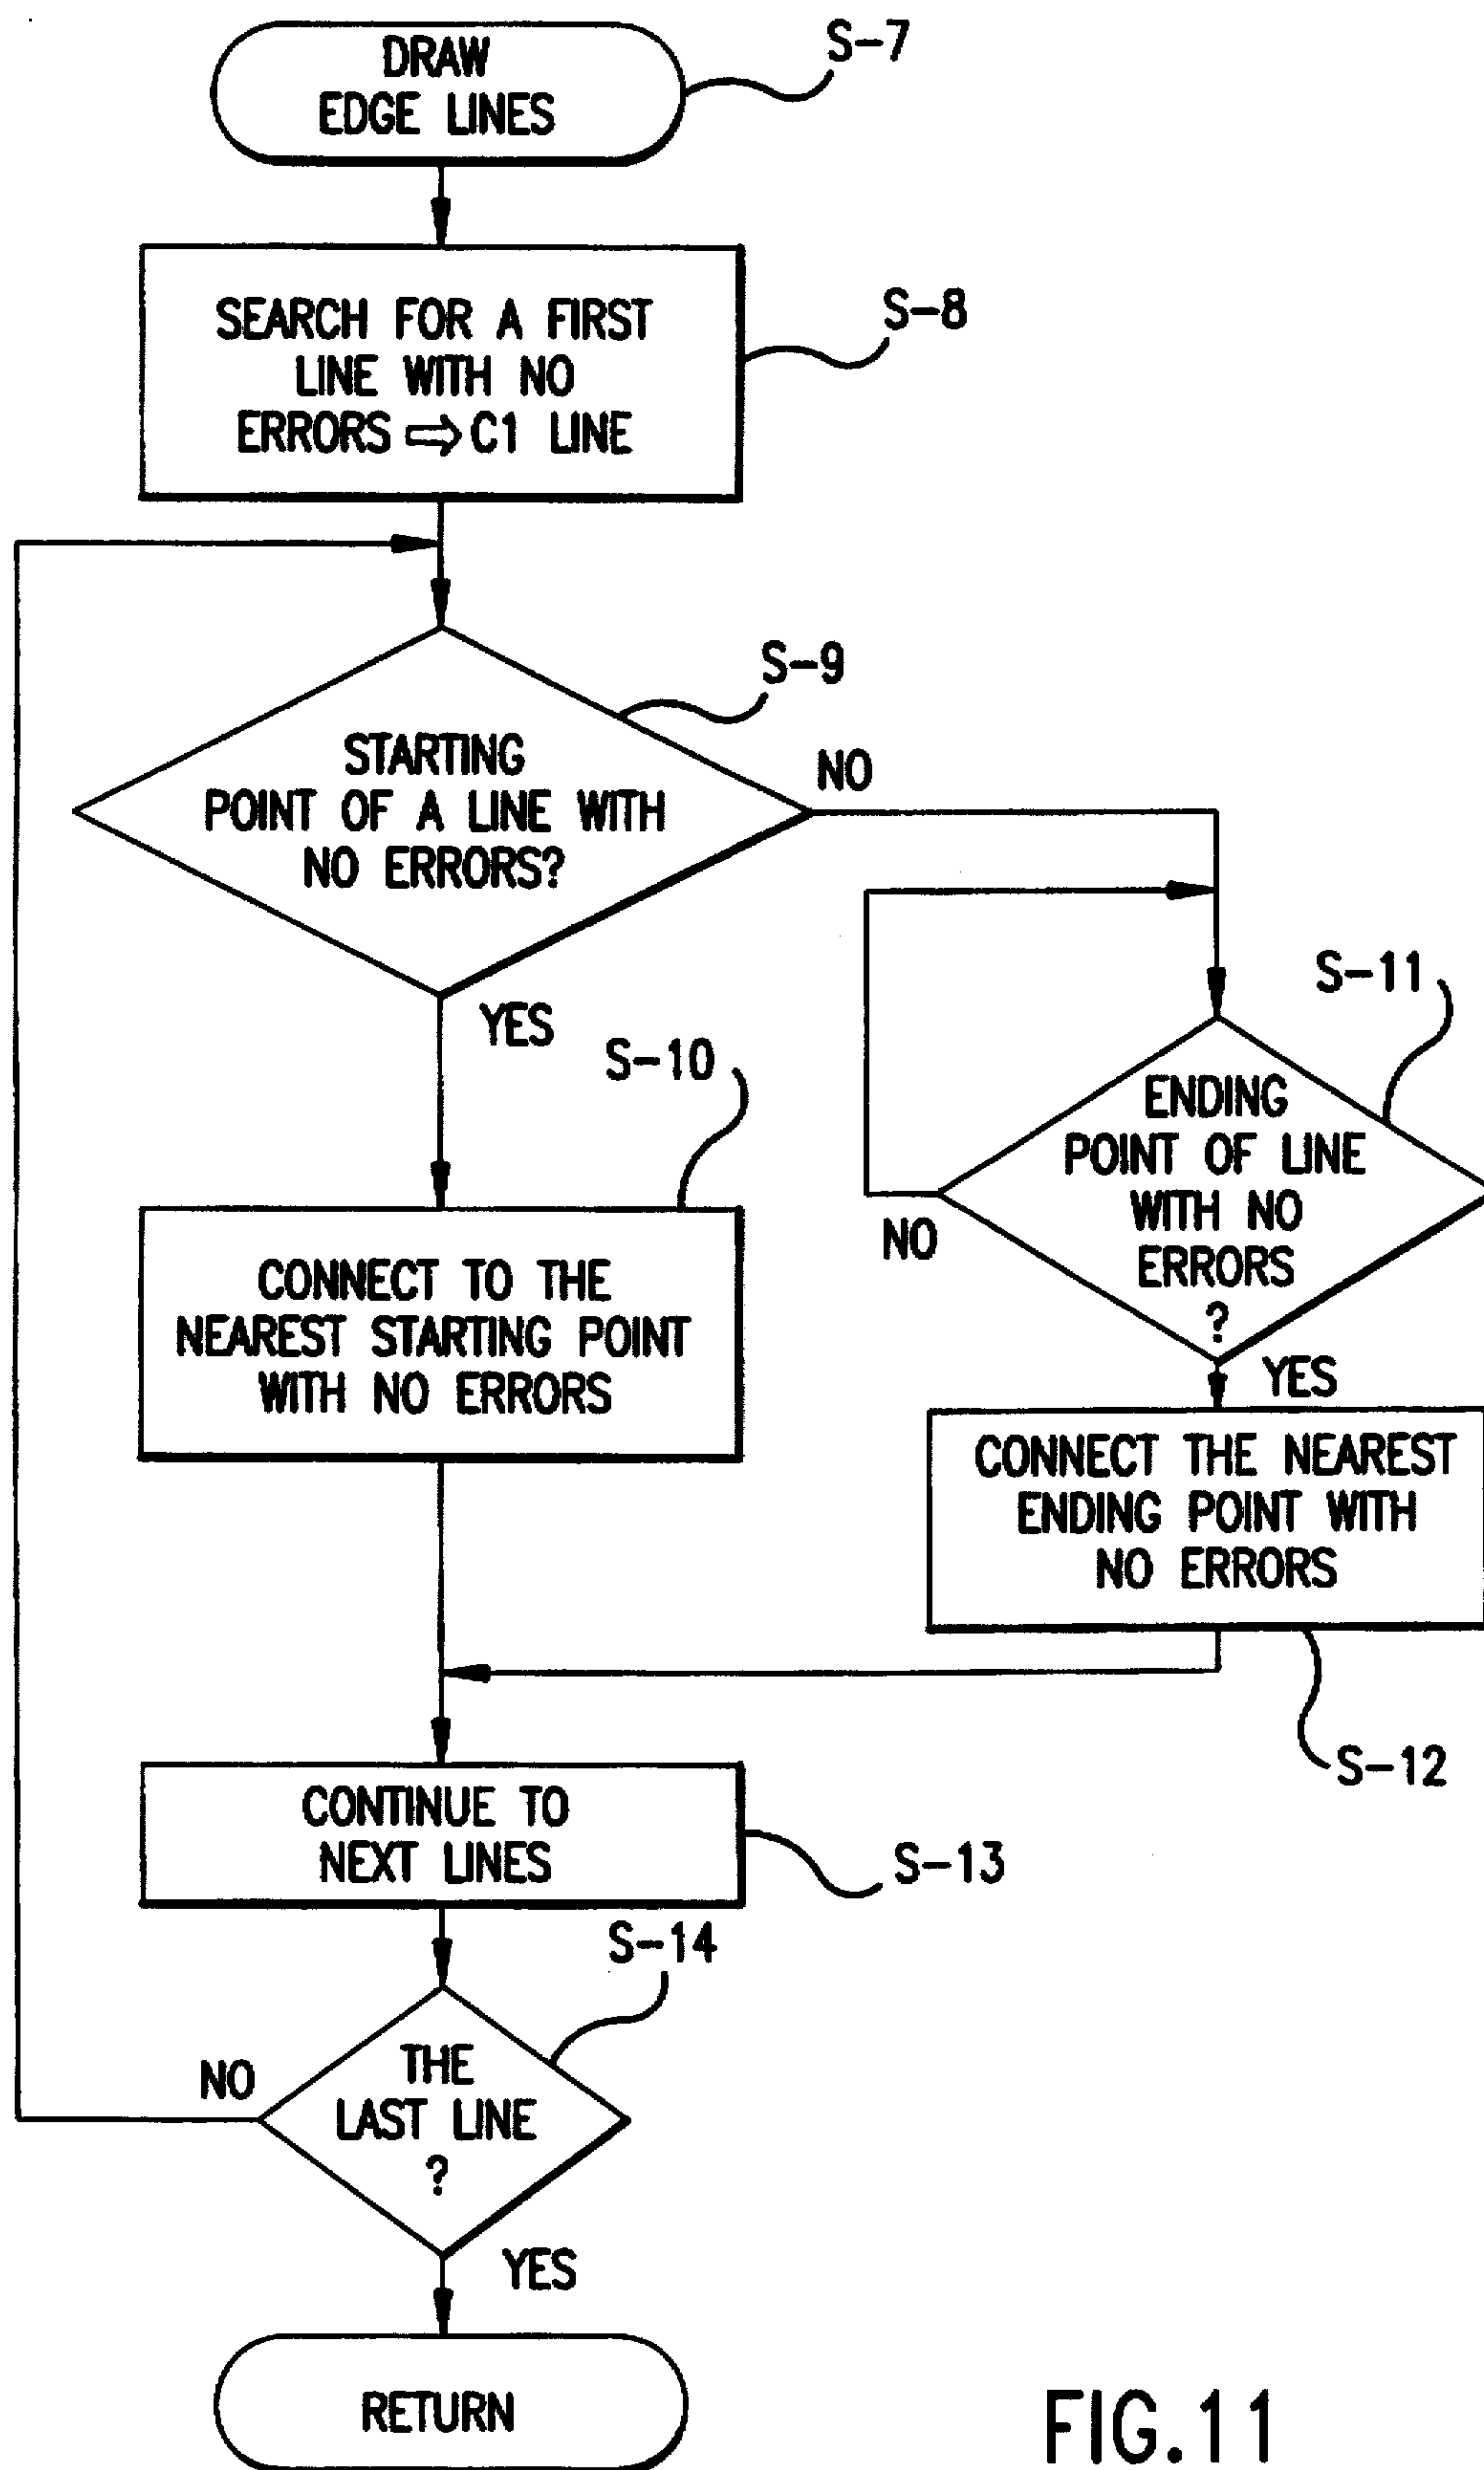 DRAW
EDGE LINES
S-7
SEARCH FOR A FIRST
LINE WITH NO
ERRORS ⇨ C1 LINE
S-8
STARTING
POINT OF A LINE WITH
NO ERRORS?
S-9
NO
YES
S-10
CONNECT TO THE
NEAREST STARTING POINT
WITH NO ERRORS
S-11
ENDING
POINT OF LINE
WITH NO
ERRORS
?
NO
YES
CONNECT THE NEAREST
ENDING POINT WITH
NO ERRORS
S-12
CONTINUE TO
NEXT LINES
S-13
S-14
THE
LAST LINE
?
NO
YES
RETURN
FIG.11